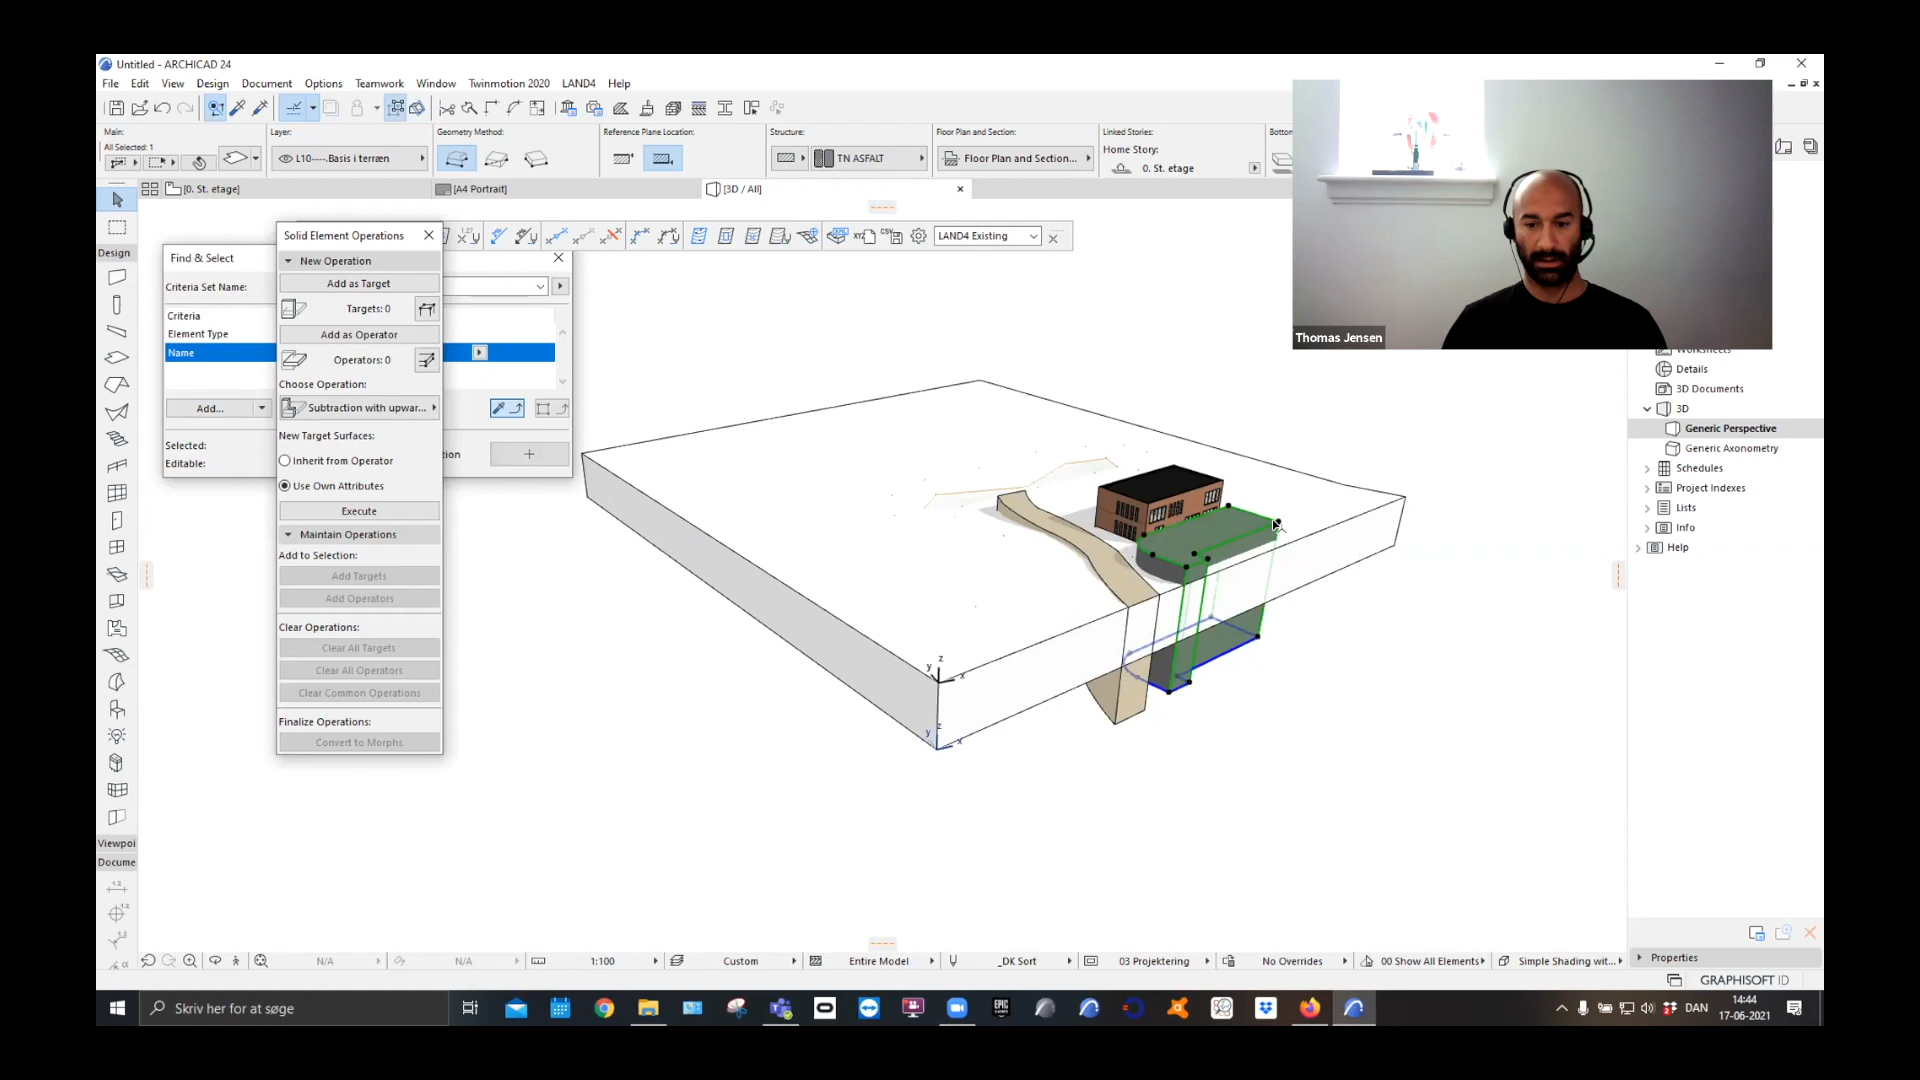 Untitled - ARCHICAD 24
File Edit View Design Document Options Teamwork Window Twinmotion 2020 LAND4 Help
Main:
All Selected: 1
Layer:
L10----.Basis i terræn
Geometry Method:
Reference Plane Location:
Structure:
TN ASFALT
Floor Plan and Section:
Floor Plan and Section...
Linked Stories:
Home Story:
0. St. etage
[0. St. etage]
[A4 Portrait]
[3D / All]
Design
Find & Select
Criteria Set Name:
Criteria
Element Type
Name
Add...
Selected:
Editable:
Solid Element Operations
New Operation
Add as Target
Targets: 0
Add as Operator
Operators: 0
Choose Operation:
Subtraction with upwar...
New Target Surfaces:
Inherit from Operator
Use Own Attributes
Execute
Maintain Operations
Add to Selection:
Add Targets
Add Operators
Clear Operations:
Clear All Targets
Clear All Operators
Clear Common Operations
Finalize Operations:
Convert to Morphs
LAND4 Existing
Thomas Jensen
z
y
x
z
y
x
Worksheets
Details
3D Documents
3D
Generic Perspective
Generic Axonometry
Schedules
Project Indexes
Lists
Info
Help
Viewpoi
Docume
N/A
N/A
1:100
Custom
Entire Model
_DK Sort
03 Projektering
No Overrides
00 Show All Elements
Simple Shading wit...
Properties
GRAPHISOFT ID
Skriv her for at søge
DAN
14:44
17-06-2021